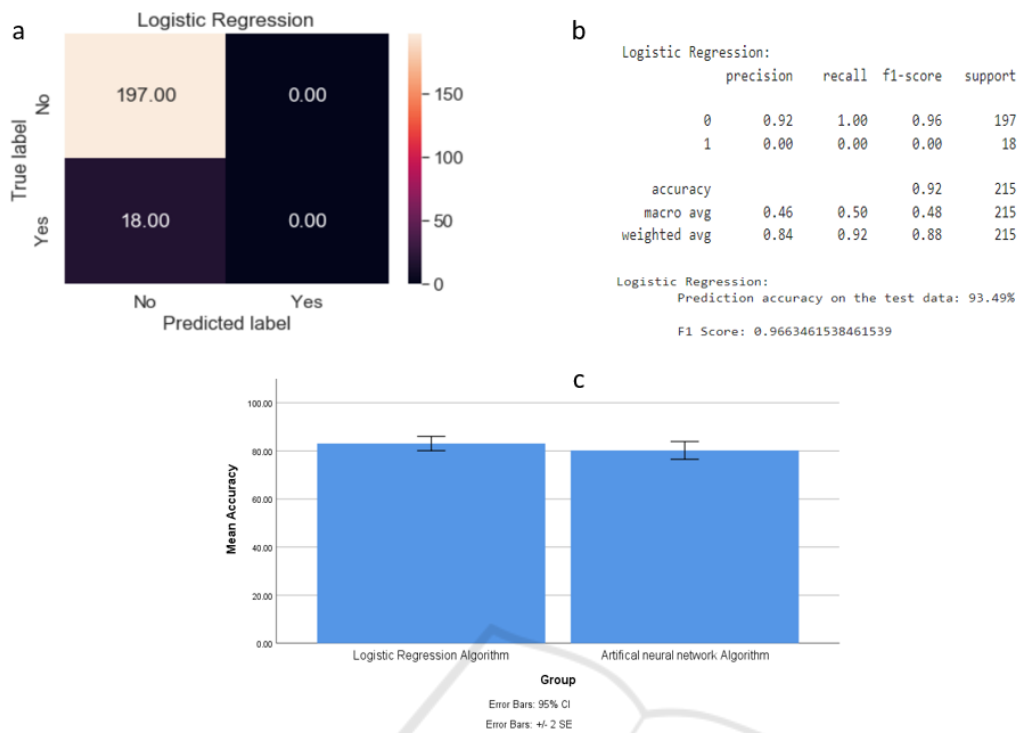 a
Logistic Regression
True label
No
Yes
197.00
0.00
18.00
0.00
No
Yes
Predicted label
150
100
50
0
b
Logistic Regression:
precision recall f1-score support
0 0.92 1.00 0.96 197
1 0.00 0.00 0.00 18
accuracy 0.92 215
macro avg 0.46 0.50 0.48 215
weighted avg 0.84 0.92 0.88 215
Logistic Regression:
Prediction accuracy on the test data: 93.49%
F1 Score: 0.9663461538461539
c
Mean Accuracy
100.00
80.00
60.00
40.00
20.00
0.00
Logistic Regression Algorithm
Artifical neural network Algorithm
Group
Error Bars: 95% CI
Error Bars: +/- 2 SE